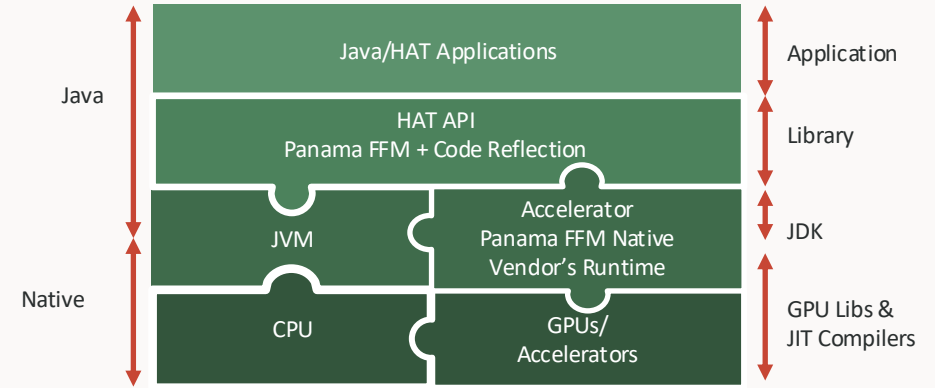 Java/HAT Applications
Application
Java
HAT API
Panama FFM + Code Reflection
Library
JVM
Accelerator
Panama FFM Native
Vendor's Runtime
JDK
Native
CPU
GPUs/
Accelerators
GPU Libs &
JIT Compilers